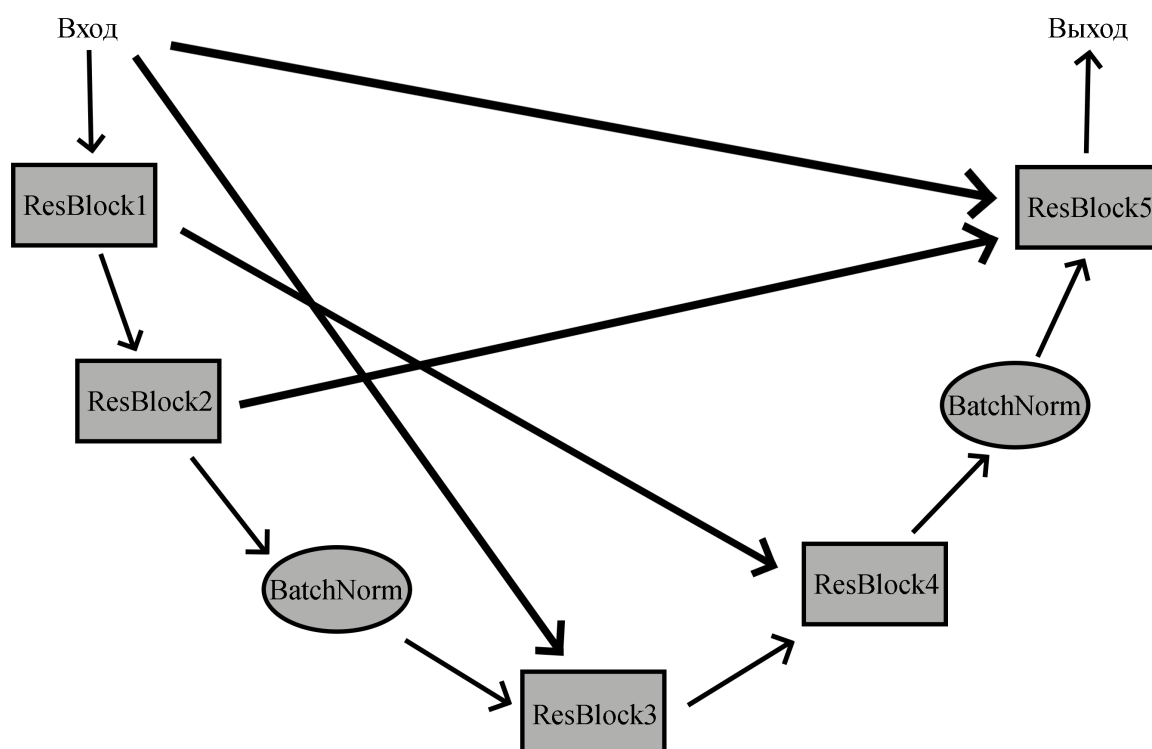 Вход
Выход
ResBlock1
ResBlock5
ResBlock2
BatchNorm
BatchNorm
ResBlock4
ResBlock3